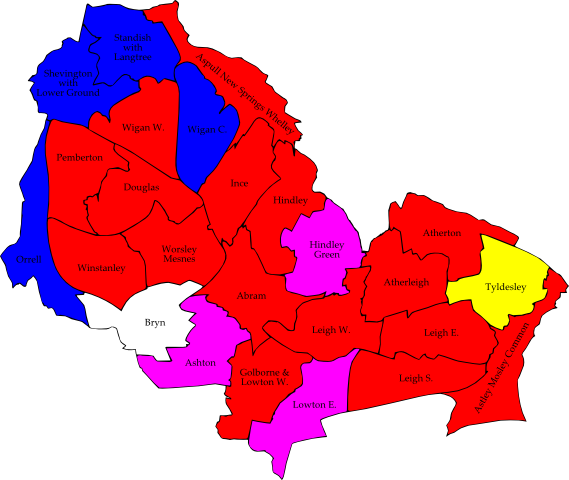 Standish
with
Langtree
Aspull New Springs Whelley
Shevington
with
Lower Ground
Wigan W.
Wigan C.
Pemberton
Douglas
Ince
Hindley
Atherton
Hindley
Green
Orrell
Winstanley
Worsley
Mesnes
Atherleigh
Tyldesley
Abram
Bryn
Leigh W.
Leigh E.
Ashton
Golborne &
Lowton W.
Leigh S.
Astley Mosley Common
Lowton E.